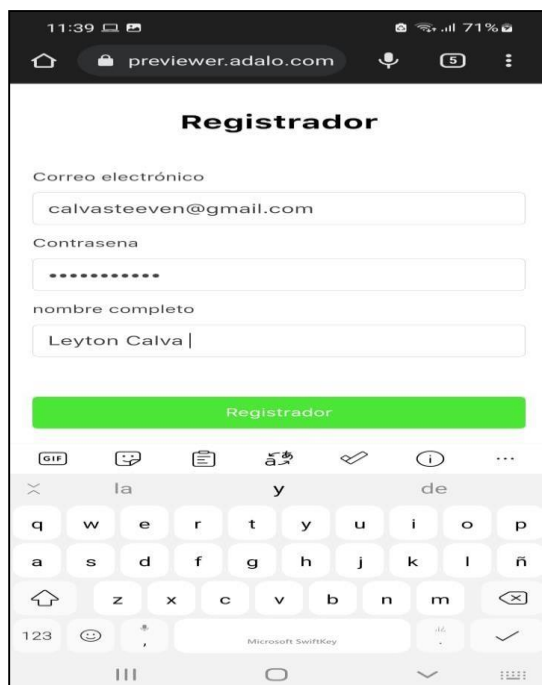 11:39 71%
previewer.adalo.com 5
Registrador
Correo electrónico
calvasteeven@gmail.com
Contrasena
•••••••••••
nombre completo
Leyton Calva
Registrador
GIF ...
la y de
q w e r t y u i o p
a s d f g h j k l ñ
z x c v b n m
123 , Microsoft SwiftKey .